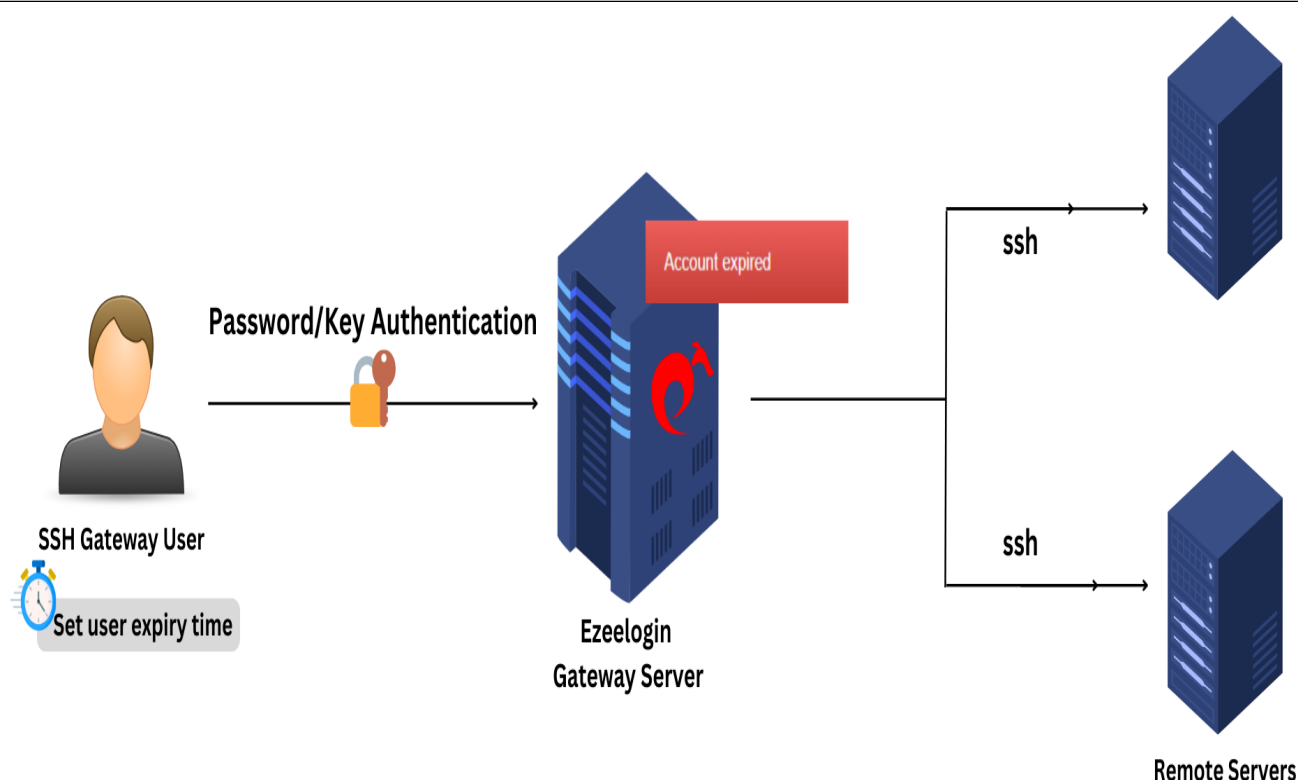 Account expired
ssh
Password/Key Authentication
SSH Gateway User
Set user expiry time
ssh
Ezeelogin
Gateway Server
Remote Servers